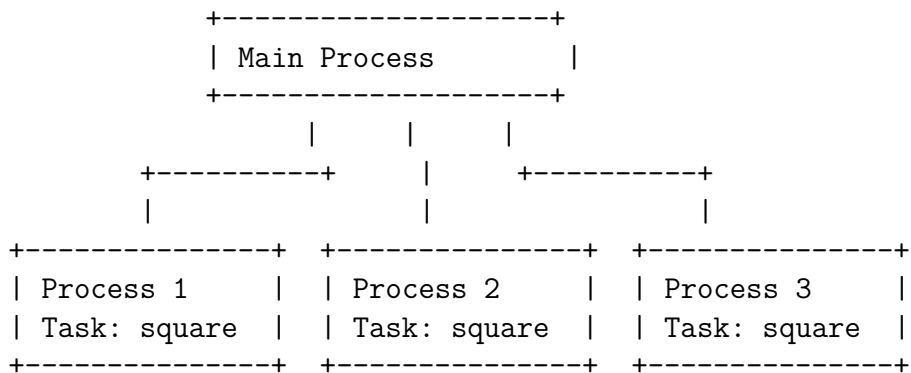 Main Process
Process 1 Process 2 Process 3
Task: square Task: square Task: square